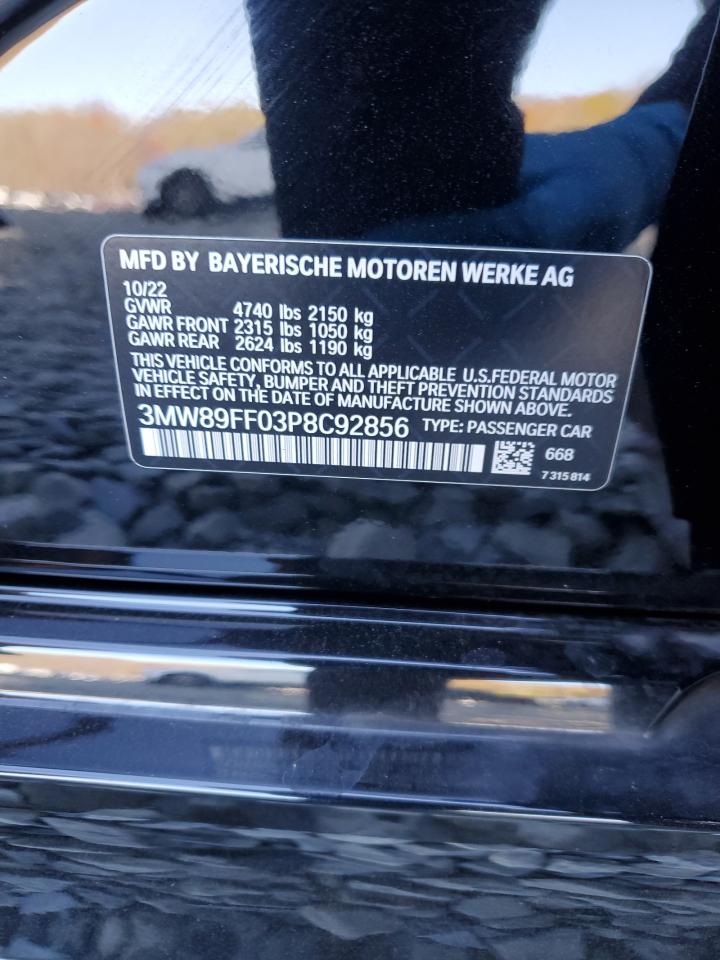 MFD BY BAYERISCHE MOTOREN WERKE AG
10/22
GVWR 4740 lbs 2150 kg
GAWR FRONT 2315 lbs 1050 kg
GAWR REAR 2624 lbs 1190 kg
THIS VEHICLE CONFORMS TO ALL APPLICABLE U.S.FEDERAL MOTOR
VEHICLE SAFETY, BUMPER AND THEFT PREVENTION STANDARDS
IN EFFECT ON THE DATE OF MANUFACTURE SHOWN ABOVE.
3MW89FF03P8C92856 TYPE: PASSENGER CAR
668
7 315 814